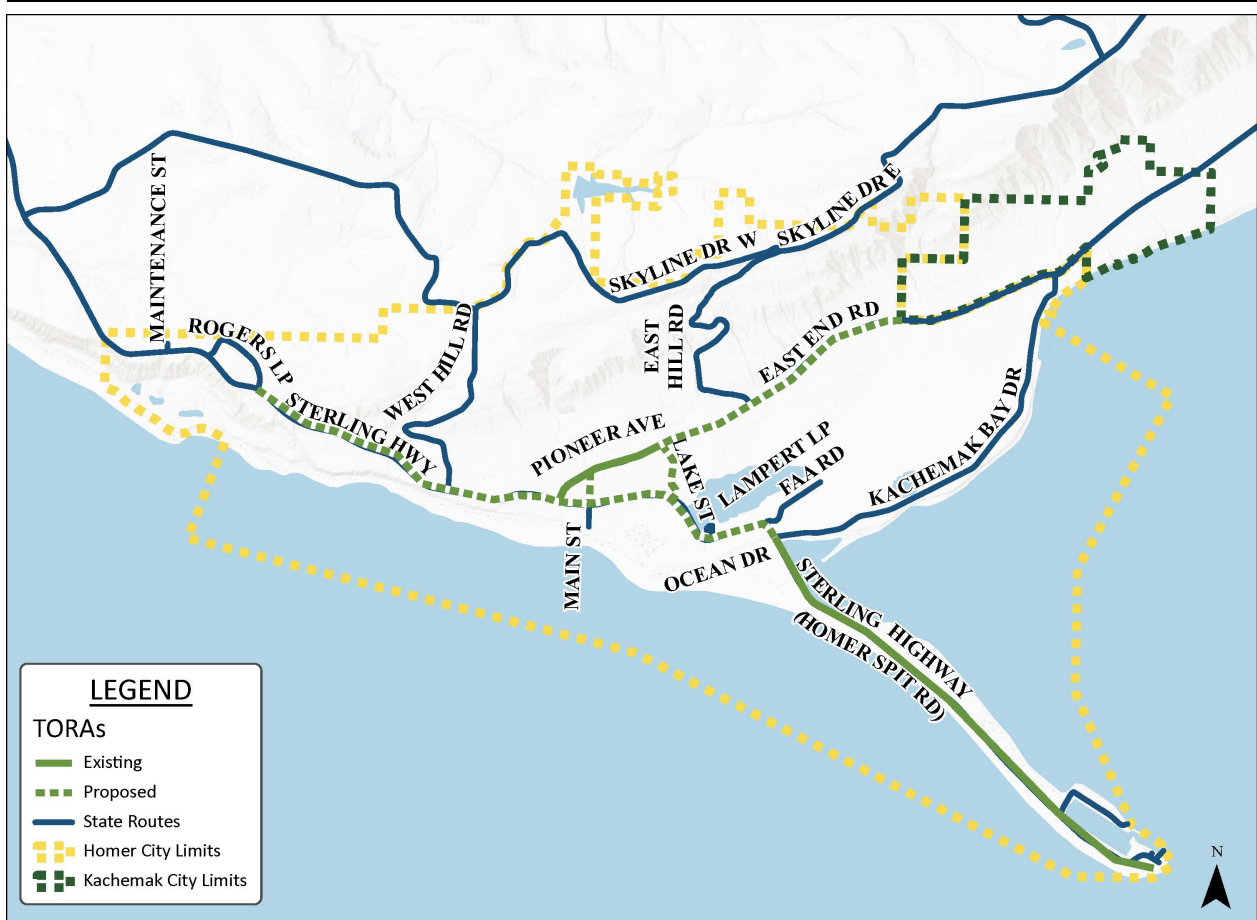 MAINTENANCE ST
ROGERS LP
STERLING HWY
WEST HILL RD
SKYLINE DR W
SKYLINE DR E
EAST
HILL RD
EAST END RD
PIONEER AVE
LAKE ST
LAMPERT LP
FAA RD
KACHEMAK BAY DR
MAIN ST
OCEAN DR
STERLING HIGHWAY
(HOMER SPIT RD)
LEGEND
TORAs
Existing
Proposed
State Routes
Homer City Limits
Kachemak City Limits
N